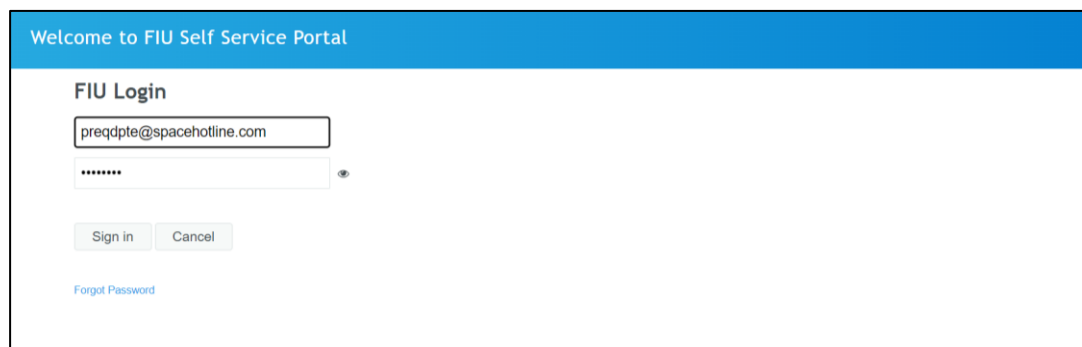 Welcome to FIU Self Service Portal
FIU Login
preqdpte@spacehotline.com
••••••••
Sign in Cancel
Forgot Password